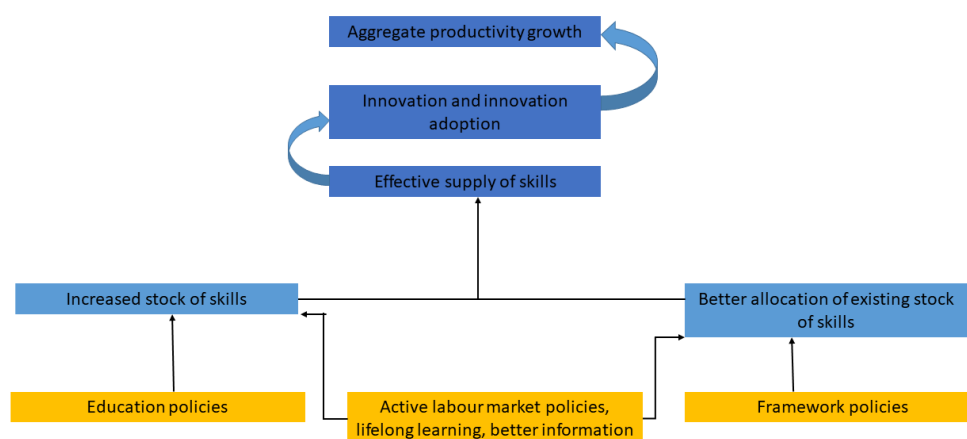 Aggregate productivity growth
Innovation and innovation
adoption
Effective supply of skills
Increased stock of skills
Better allocation of existing stock
of skills
Education policies
Active labour market policies,
lifelong learning, better information
Framework policies